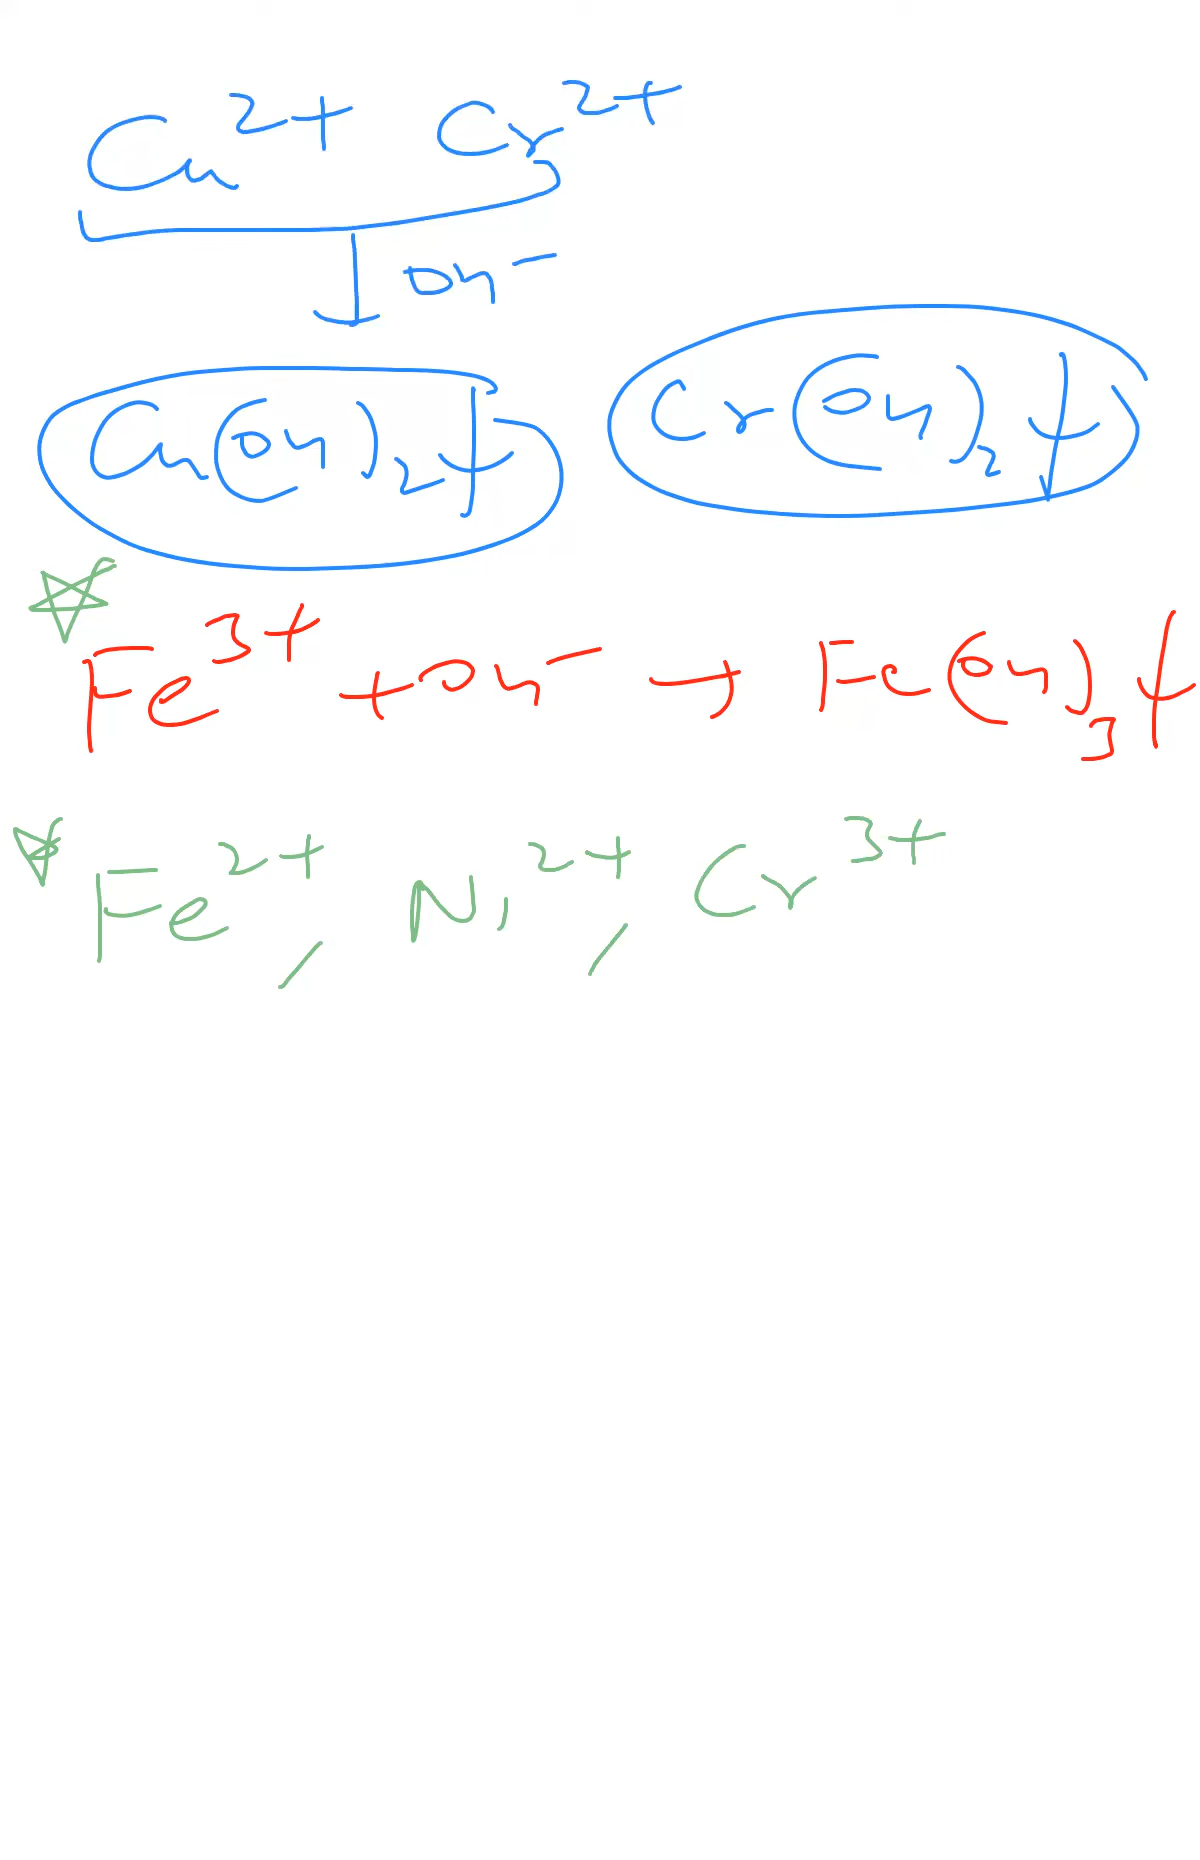 Cu²⁺ Cr²⁺
↓ OH⁻
Cu(OH)₂↓ Cr(OH)₂↓
Fe³⁺ + OH⁻ → Fe(OH)₃↓
Fe²⁺, Ni²⁺, Cr³⁺